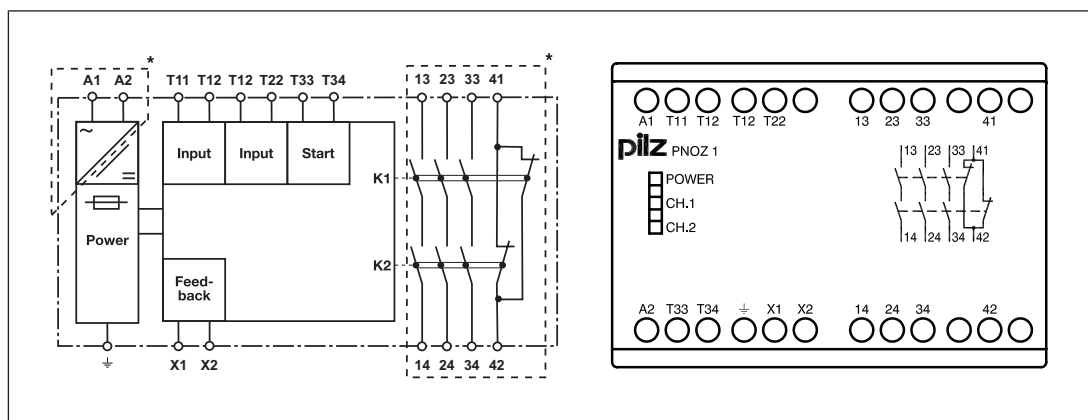 *
*
A1 A2 T11 T12 T12 T22 T33 T34 13 23 33 41
~
Input Input Start
K1
Power
K2
Feed-
back
X1 X2 14 24 34 42
A1 T11 T12 T12 T22 13 23 33 41
pilz PNOZ 1
POWER
CH.1
CH.2
13 23 33 41
14 24 34 42
A2 T33 T34 X1 X2 14 24 34 42